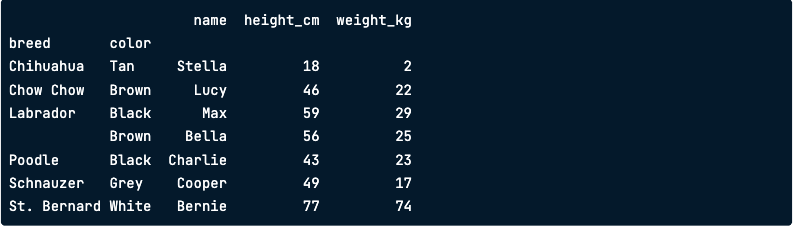 name  height_cm  weight_kg
breed       color
Chihuahua   Tan     Stella         18          2
Chow Chow   Brown     Lucy         46         22
Labrador    Black      Max         59         29
            Brown    Bella         56         25
Poodle      Black  Charlie         43         23
Schnauzer   Grey    Cooper         49         17
St. Bernard White   Bernie         77         74